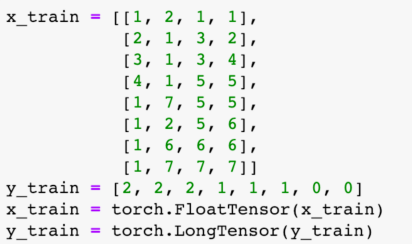 x_train = [[1, 2, 1, 1],
[2, 1, 3, 2],
[3, 1, 3, 4],
[4, 1, 5, 5],
[1, 7, 5, 5],
[1, 2, 5, 6],
[1, 6, 6, 6],
[1, 7, 7, 7]]
y_train = [2, 2, 2, 1, 1, 1, 0, 0]
x_train = torch.FloatTensor(x_train)
y_train = torch.LongTensor(y_train)